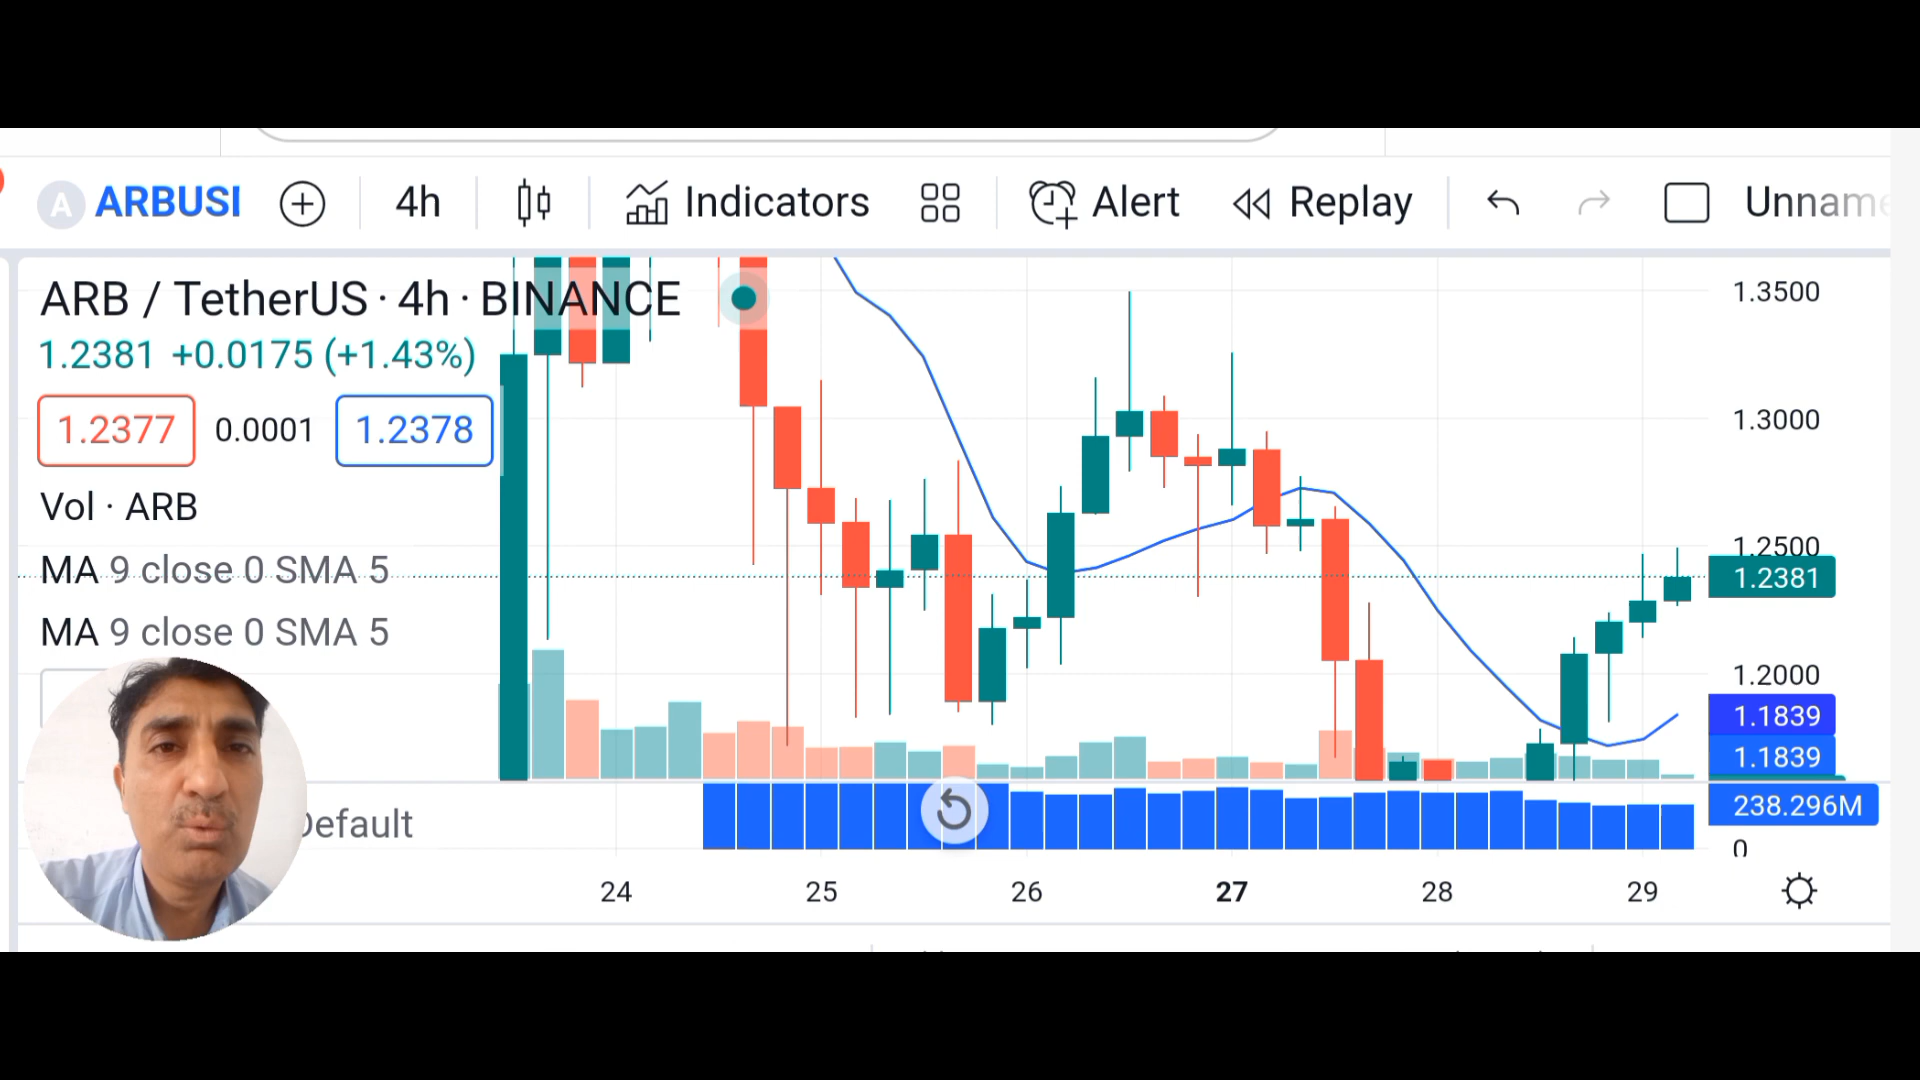 A ARBUSI 4h Indicators Alert Replay Unname
ARB / TetherUS · 4h · BINANCE
1.2381 +0.0175 (+1.43%)
1.2377 0.0001 1.2378
Vol · ARB
MA 9 close 0 SMA 5
MA 9 close 0 SMA 5
Default
1.3500
1.3000
1.2500
1.2381
1.2000
1.1839
1.1839
238.296M
0
24 25 26 27 28 29